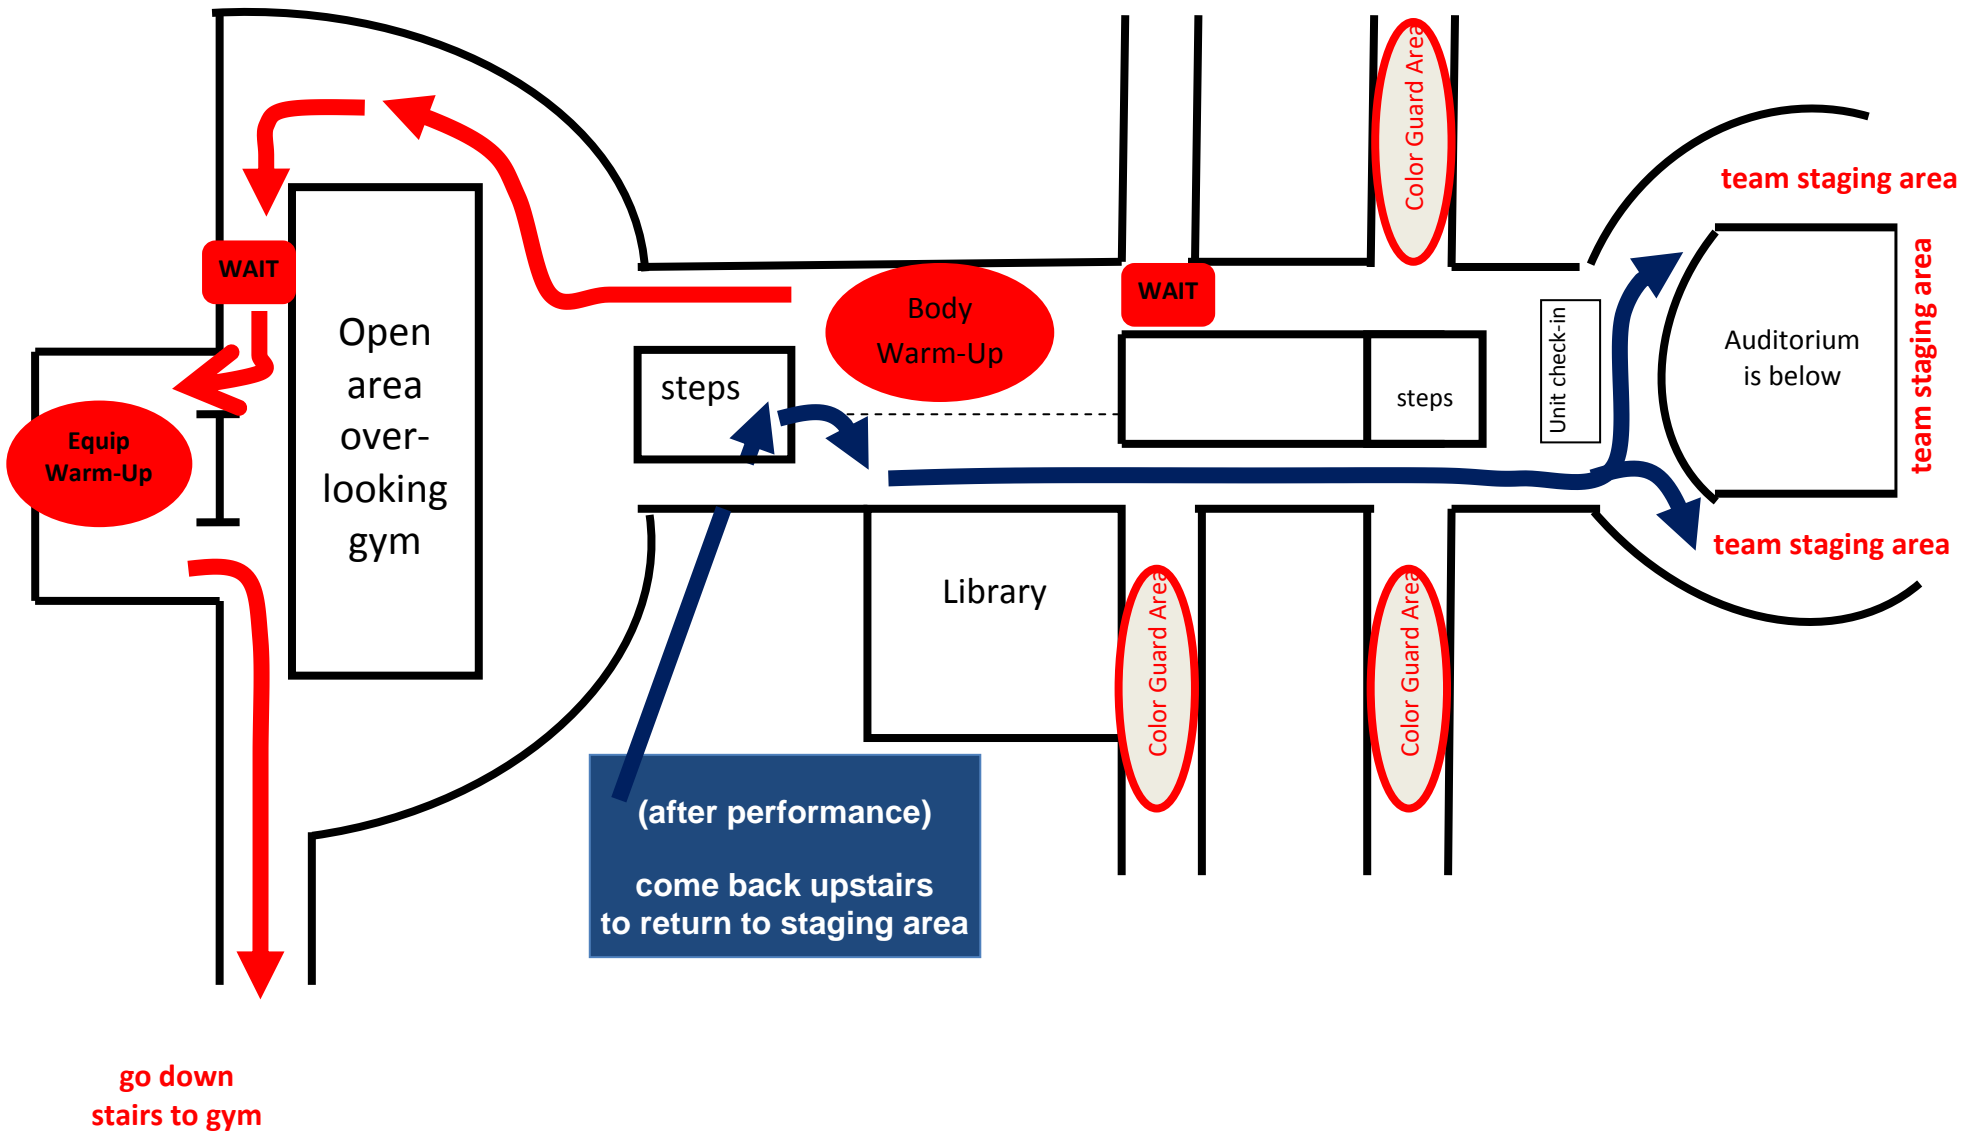 Color Guard Area
team staging area
WAIT
WAIT
Body
Warm-Up
Open
area
over-
looking
gym
steps
steps
Unit check-in
Auditorium
is below
team staging area
Equip
Warm-Up
team staging area
Library
Color Guard Area
Color Guard Area
(after performance)
come back upstairs
to return to staging area
go down
stairs to gym